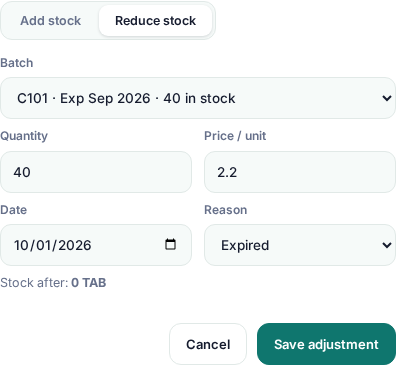 Add stock Reduce stock
Batch
C101 · Exp Sep 2026 · 40 in stock
Quantity Price / unit
40 2.2
Date Reason
10/01/2026 Expired
Stock after: 0 TAB
Cancel Save adjustment